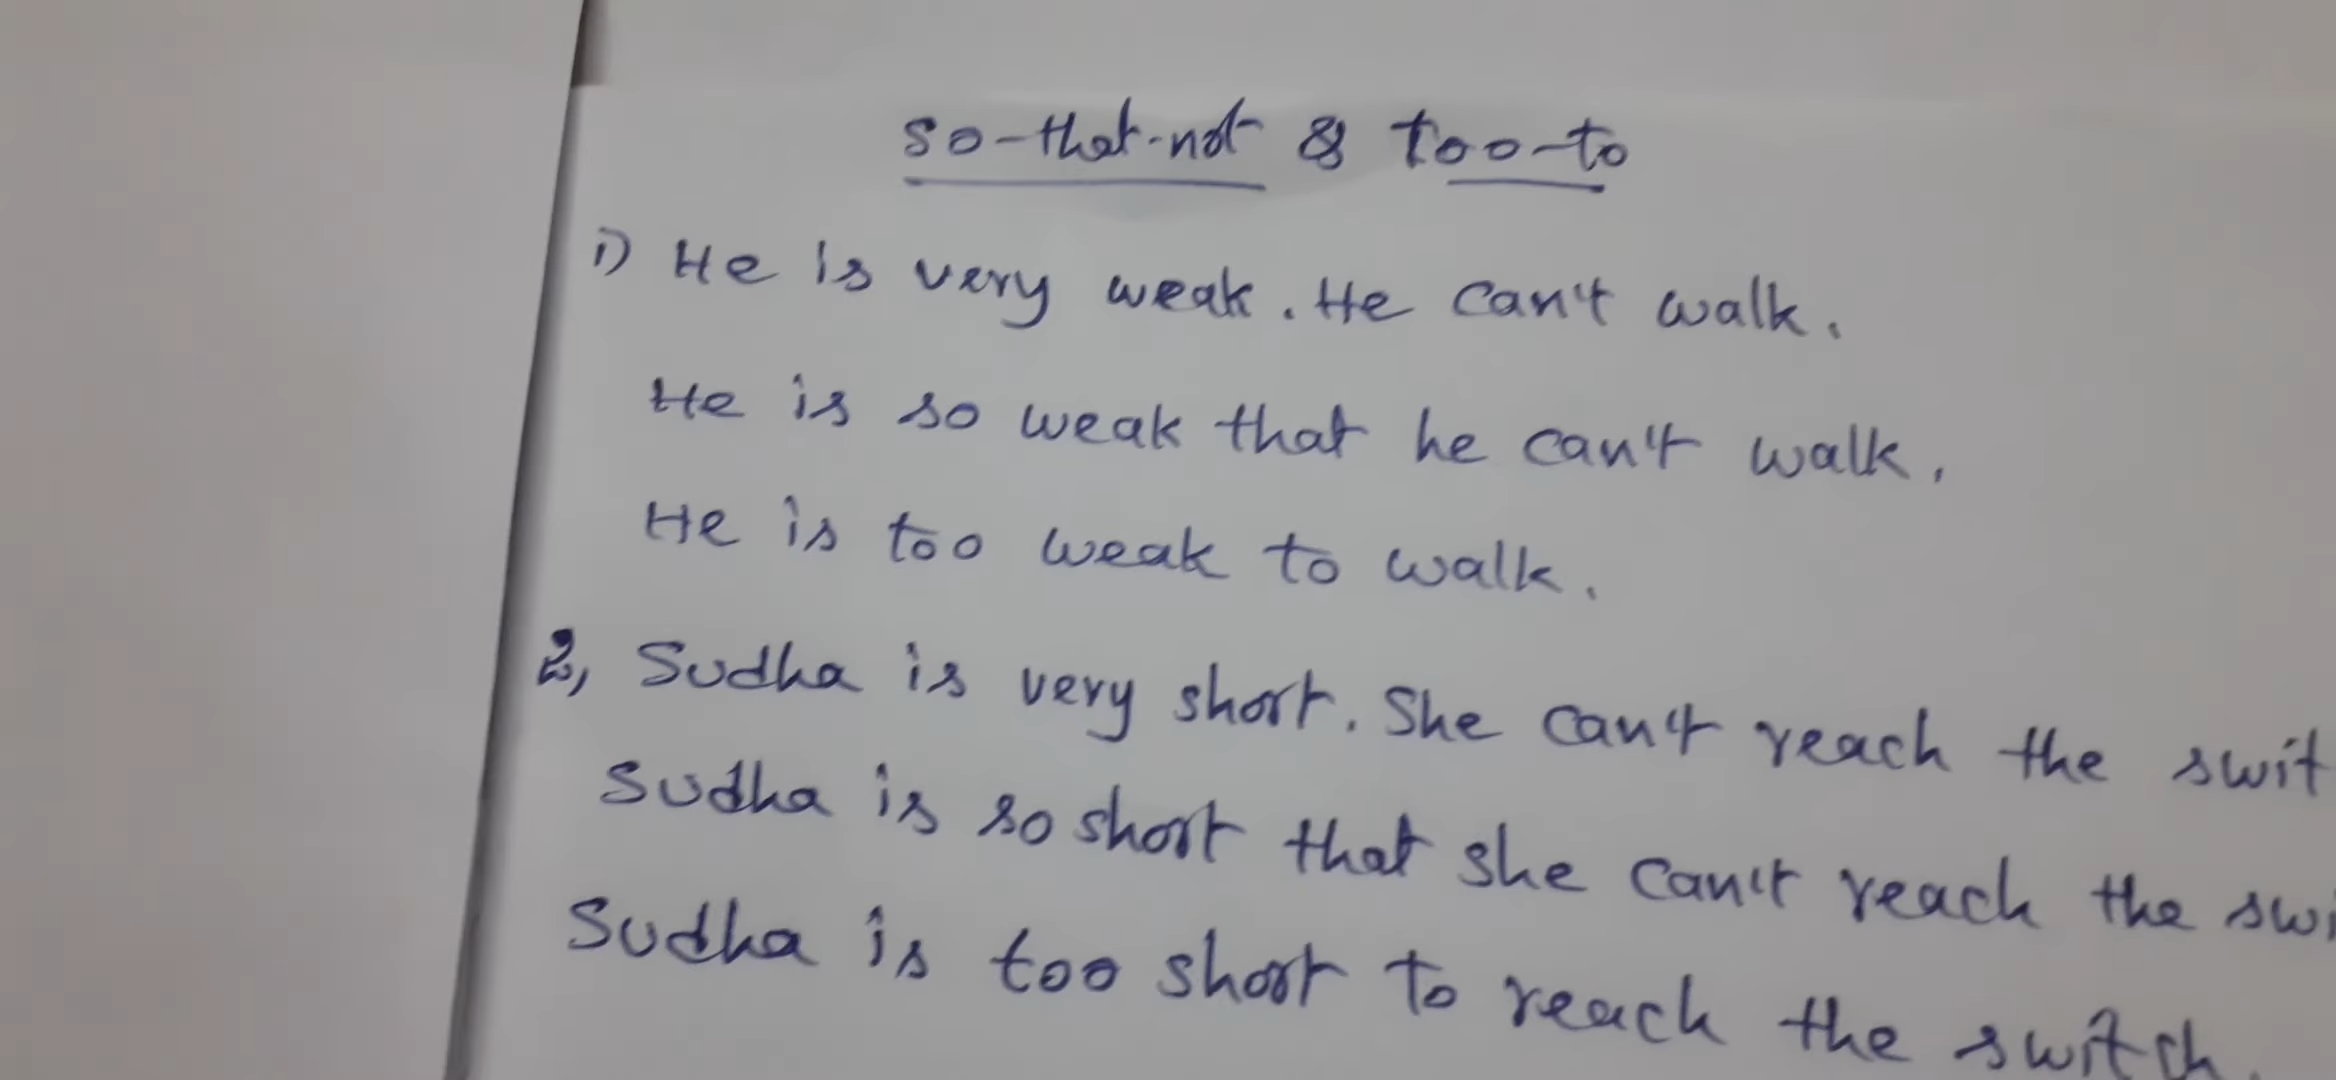 so-that-not & too-to
1) He is very weak. He can't walk.
He is so weak that he can't walk.
He is too weak to walk.
2, Sudha is very short. She can't reach the swit
Sudha is so short that she can't reach the swi
Sudha is too short to reach the switch.